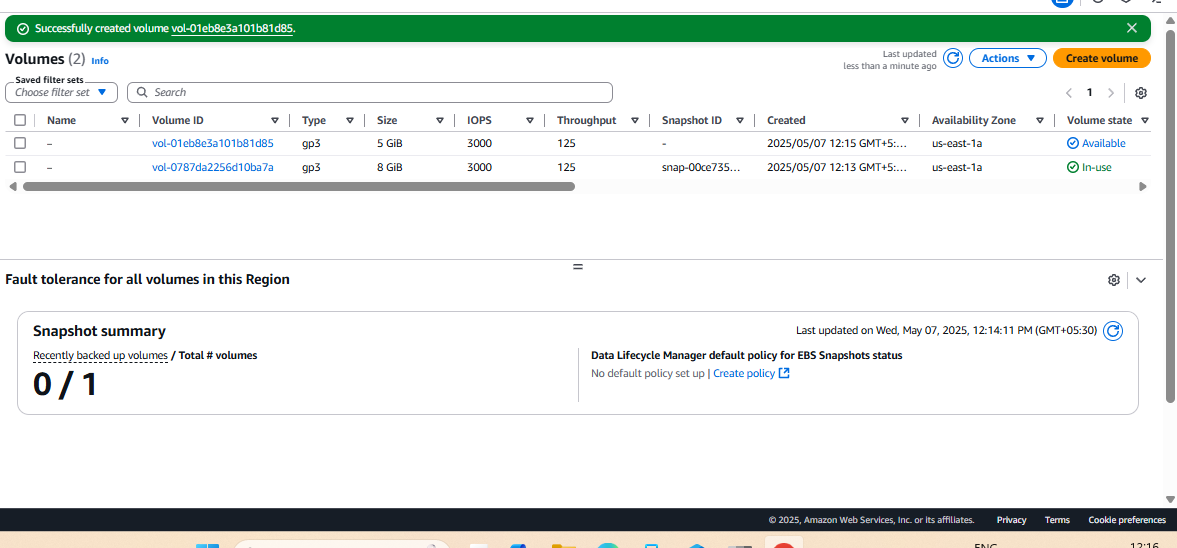 Successfully created volume vol-01eb8e3a101b81d85.
Volumes (2) Info
Last updated
less than a minute ago
Actions
Create volume
Saved filter sets
Choose filter set
Search
1
Name Volume ID Type Size IOPS Throughput Snapshot ID Created Availability Zone Volume state
– vol-01eb8e3a101b81d85 gp3 5 GiB 3000 125 - 2025/05/07 12:15 GMT+5:... us-east-1a Available
– vol-0787da2256d10ba7a gp3 8 GiB 3000 125 snap-00ce735... 2025/05/07 12:13 GMT+5:... us-east-1a In-use
Fault tolerance for all volumes in this Region
Snapshot summary
Last updated on Wed, May 07, 2025, 12:14:11 PM (GMT+05:30)
Recently backed up volumes / Total # volumes
0 / 1
Data Lifecycle Manager default policy for EBS Snapshots status
No default policy set up | Create policy
© 2025, Amazon Web Services, Inc. or its affiliates. Privacy Terms Cookie preferences
ENG
12:16